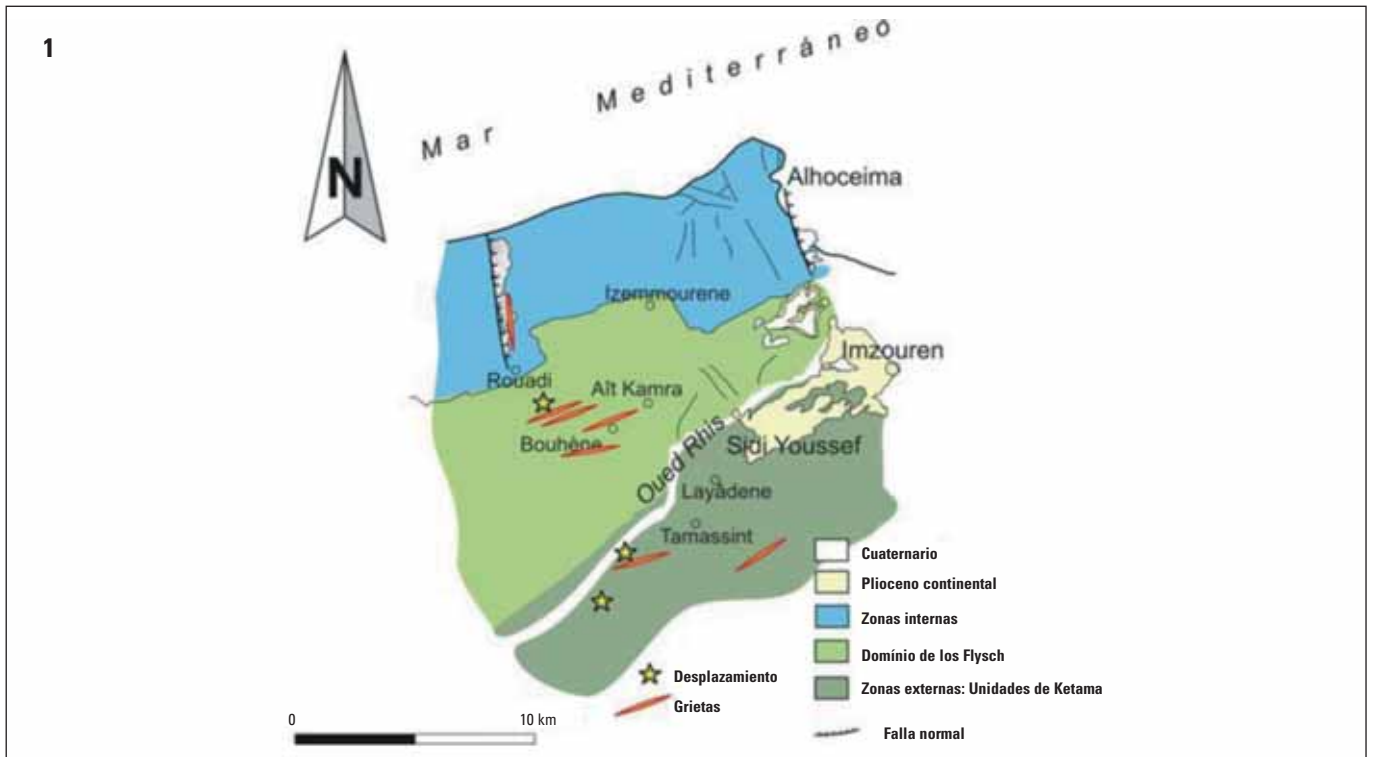 1
Mar Mediterráneo
N
Alhoceima
Izemmourene
Imzouren
Rouadi
Aît Kamra
Bouhène
Sidi Youssef
Oued Rhis
Layadene
Tamassint
Cuaternario
Plioceno continental
Zonas internas
Domínio de los Flysch
Zonas externas: Unidades de Ketama
Falla normal
Desplazamiento
Grietas
0 10 km